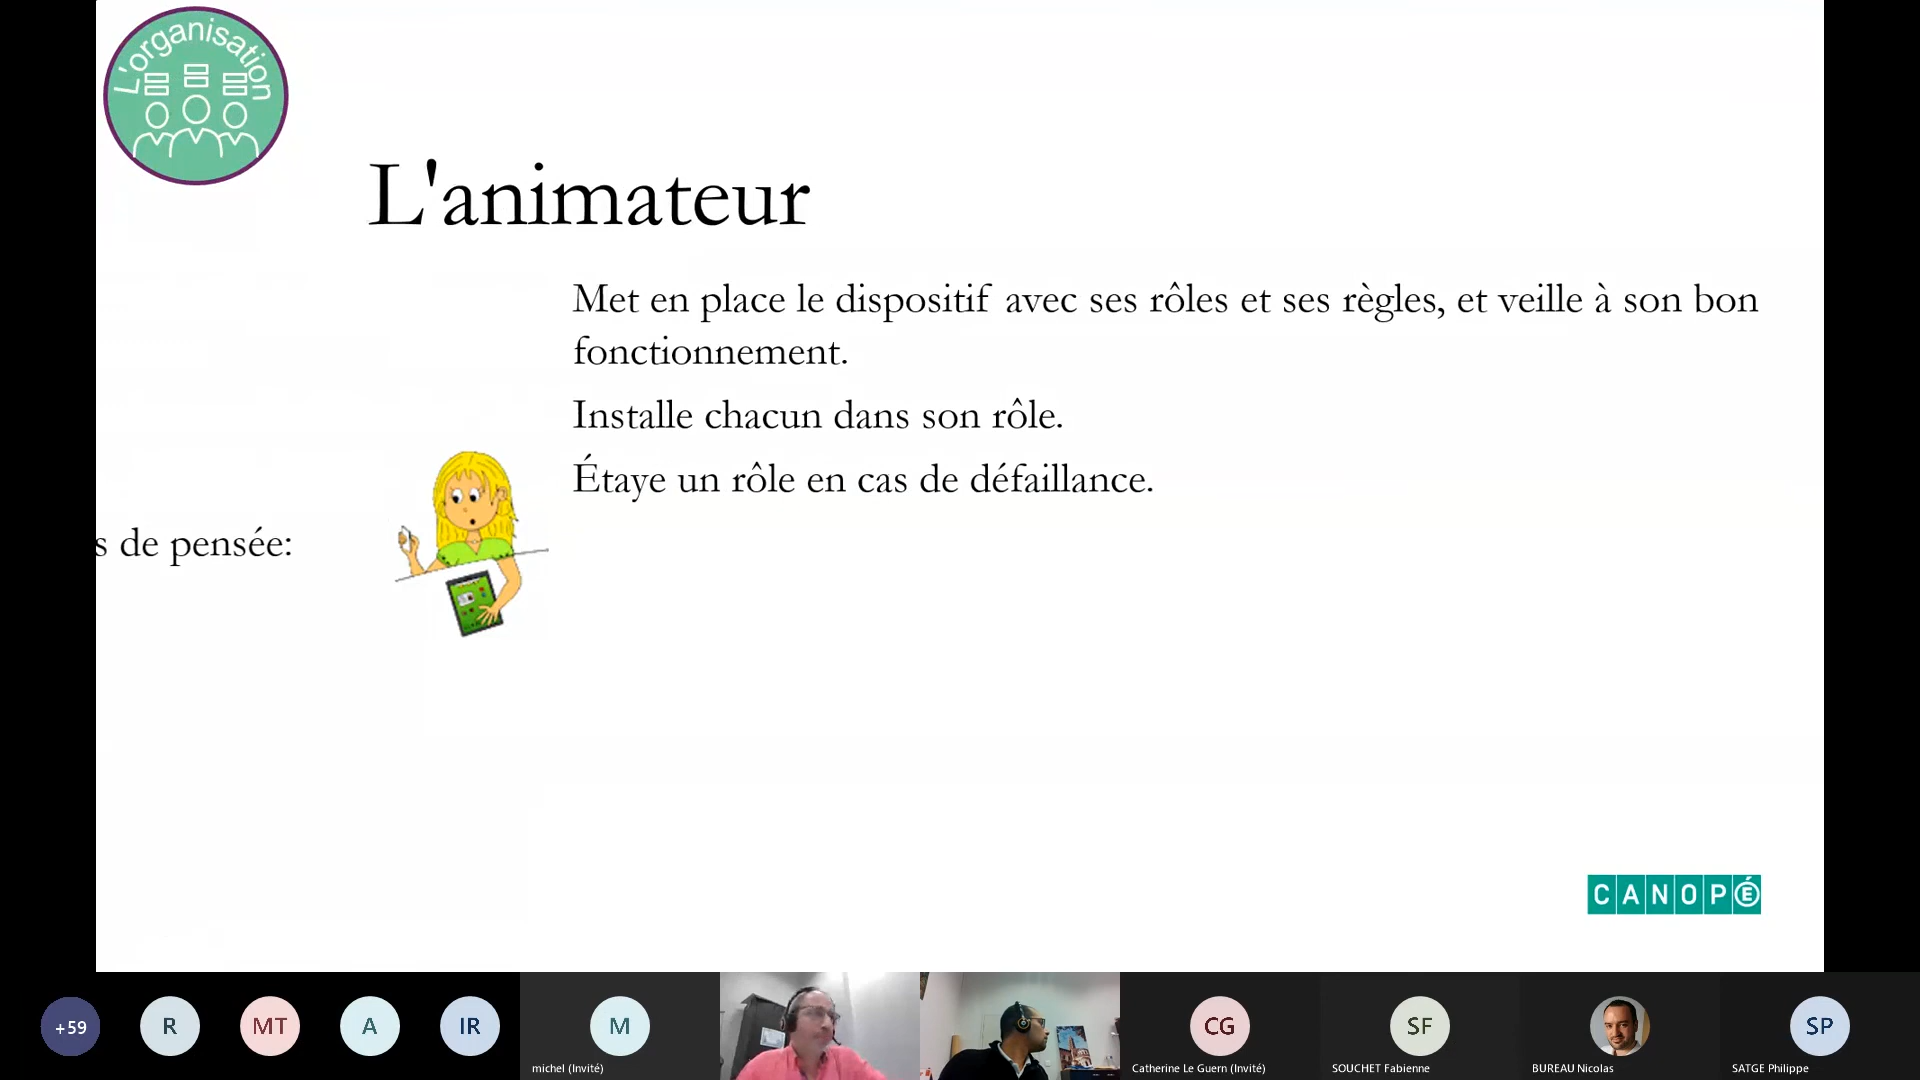 L'organisation
L'animateur
Met en place le dispositif avec ses rôles et ses règles, et veille à son bon
fonctionnement.
Installe chacun dans son rôle.
Étaye un rôle en cas de défaillance.
s de pensée:
CANOPÉ
+59
R
MT
A
IR
M
CG
SF
SP
michel (Invité)
Catherine Le Guern (Invité)
SOUCHET Fabienne
BUREAU Nicolas
SATGE Philippe